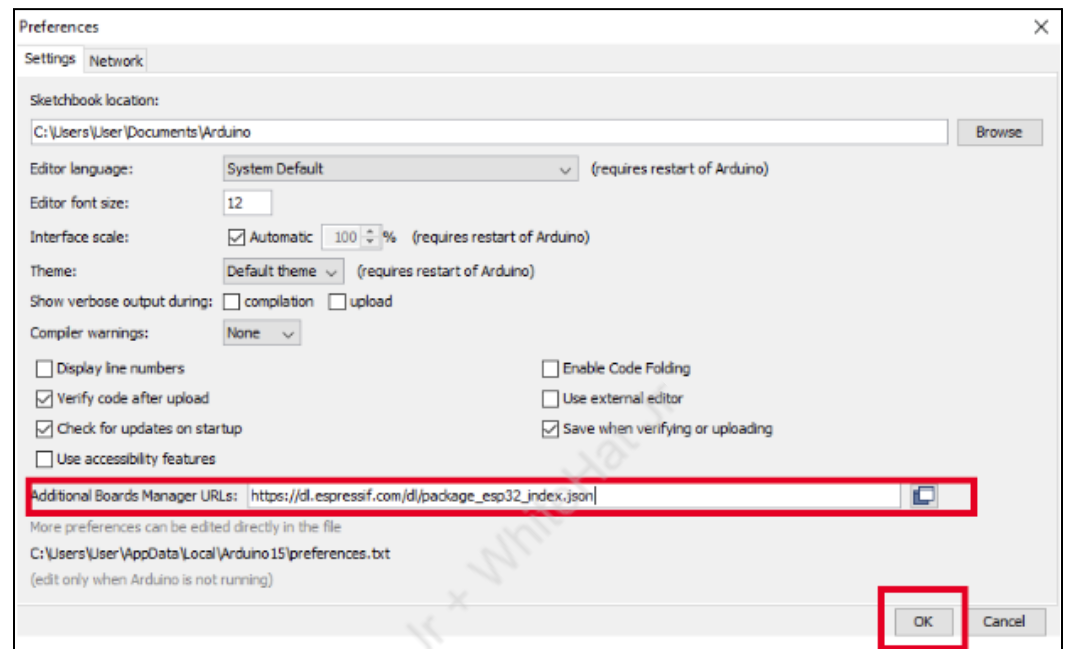 Preferences
Settings Network
Sketchbook location:
C:\Users\User\Documents\Arduino Browse
Editor language: System Default (requires restart of Arduino)
Editor font size: 12
Interface scale: Automatic 100 % (requires restart of Arduino)
Theme: Default theme (requires restart of Arduino)
Show verbose output during: compilation upload
Compiler warnings: None
Display line numbers Enable Code Folding
Verify code after upload Use external editor
Check for updates on startup Save when verifying or uploading
Use accessibility features
Additional Boards Manager URLs: https://dl.espressif.com/dl/package_esp32_index.json
More preferences can be edited directly in the file
C:\Users\User\AppData\Local\Arduino15\preferences.txt
(edit only when Arduino is not running)
OK Cancel
Jr + WhiteHat Jr